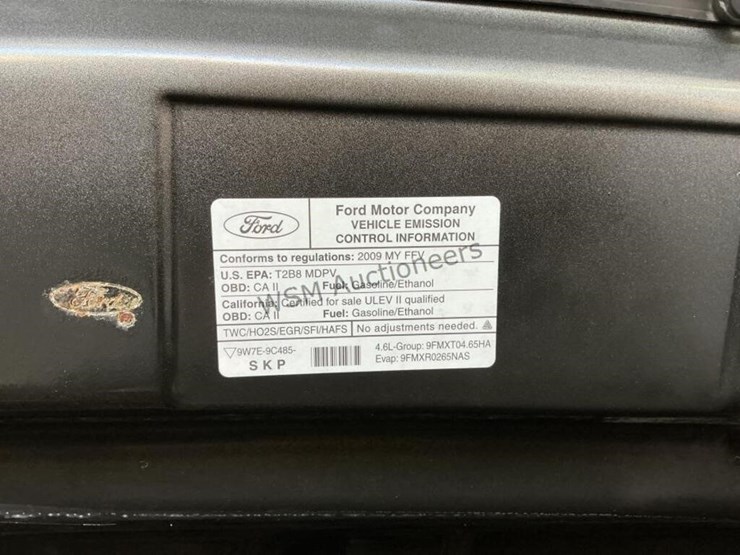 Ford
Ford Motor Company
VEHICLE EMISSION
CONTROL INFORMATION
Conforms to regulations: 2009 MY FFV
U.S. EPA: T2B8 MDPV
OBD: CA II Fuel: Gasoline/Ethanol
California: Certified for sale ULEV II qualified
OBD: CA II Fuel: Gasoline/Ethanol
TWC/HO2S/EGR/SFI/HAFS No adjustments needed.
9W7E-9C485-
SKP
4.6L-Group: 9FMXT04.65HA
Evap: 9FMXR0265NAS
WSM Auctioneers